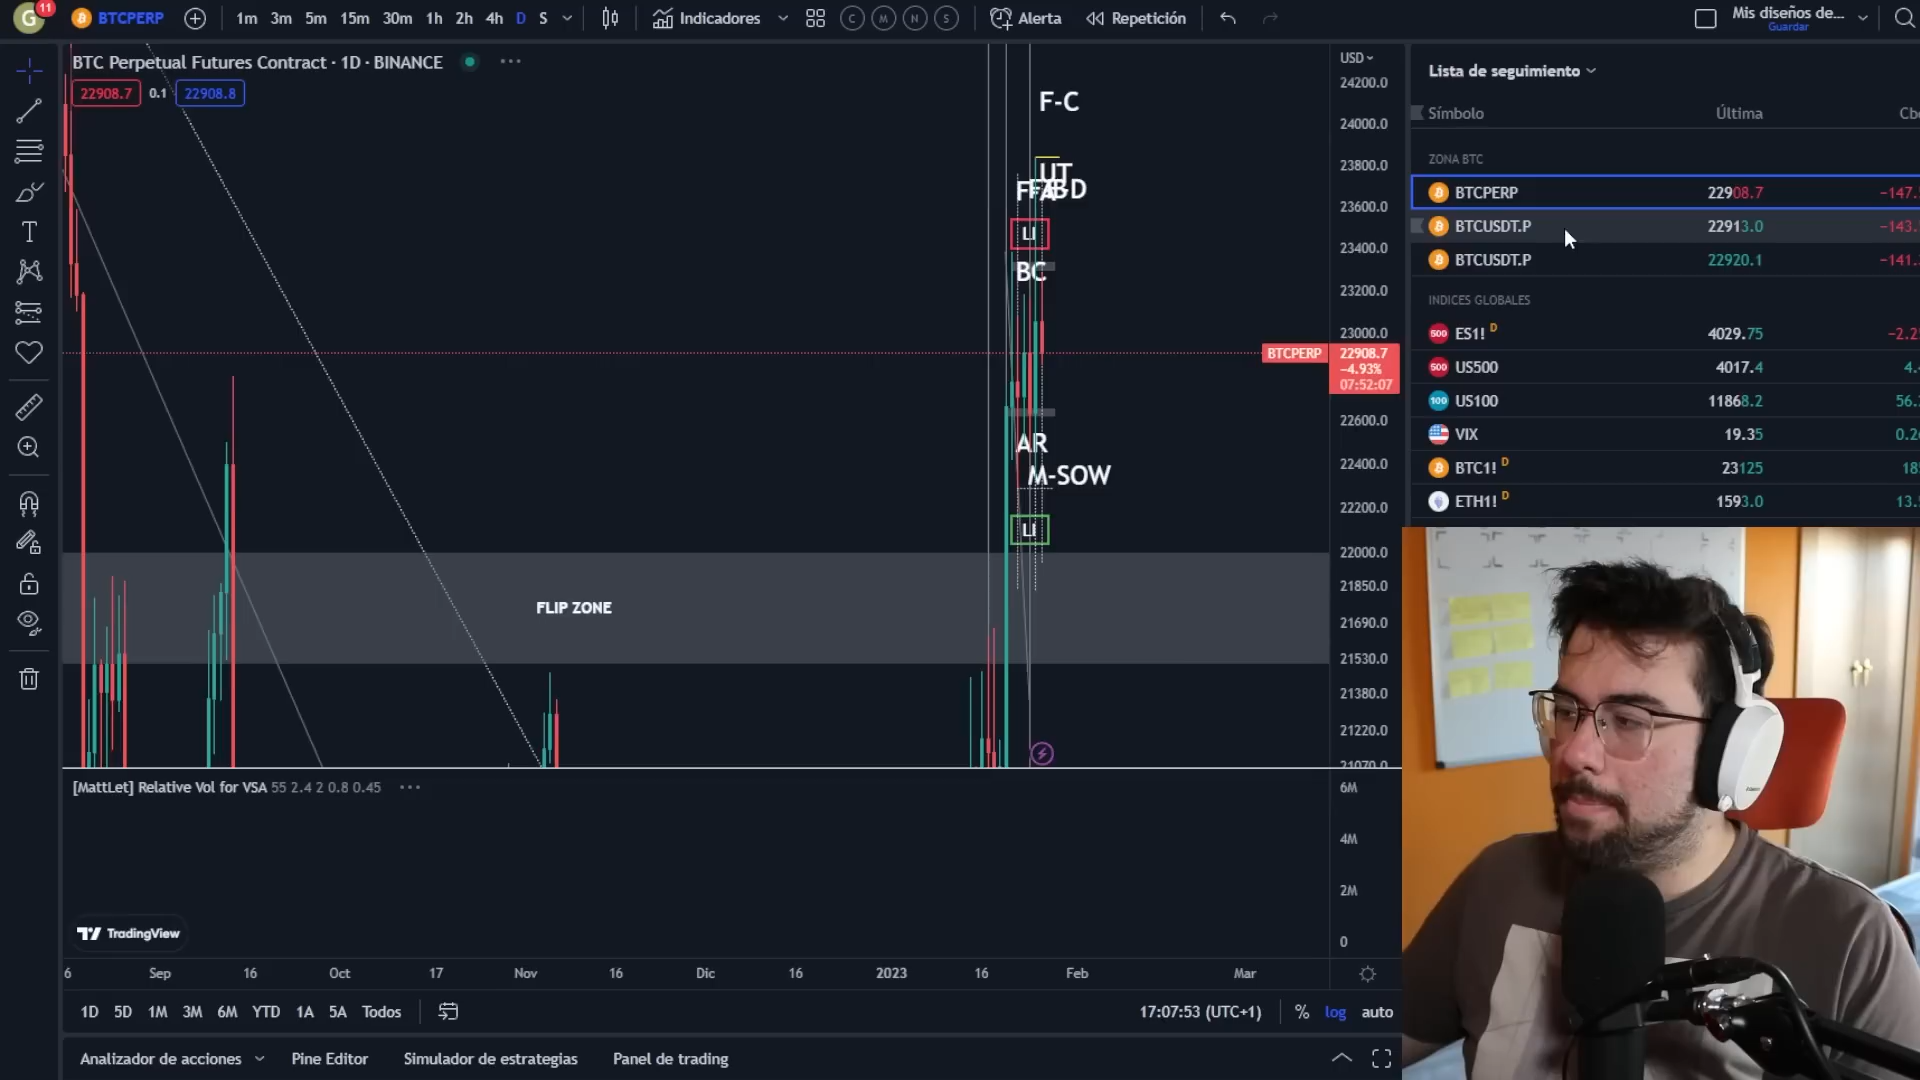 G 11 BTCPERP 1m 3m 5m 15m 30m 1h 2h 4h D S Indicadores C M N S Alerta Repetición Mis diseños de...
Guardar
BTC Perpetual Futures Contract · 1D · BINANCE
22908.7 0.1 22908.8
F-C
UT
LI
BC
AR
M-SOW
LI
FLIP ZONE
USD
24200.0
24000.0
23800.0
23600.0
23400.0
23200.0
23000.0
BTCPERP 22908.7
−4.93%
07:52:07
22600.0
22400.0
22200.0
22000.0
21850.0
21690.0
21530.0
21380.0
21220.0
21070.0
[MattLet] Relative Vol for VSA 55 2.4 2 0.8 0.45
6M
4M
2M
0
TradingView
6 Sep 16 Oct 17 Nov 16 Dic 16 2023 16 Feb Mar
1D 5D 1M 3M 6M YTD 1A 5A Todos 17:07:53 (UTC+1) % log auto
Analizador de acciones Pine Editor Simulador de estrategias Panel de trading
Lista de seguimiento
Símbolo Última Cbo
ZONA BTC
BTCPERP 22908.7 −147.
BTCUSDT.P 22913.0 −143.
BTCUSDT.P 22920.1 −141.
INDICES GLOBALES
500 ES1! D 4029.75 −2.2
500 US500 4017.4 4.
100 US100 11868.2 56.
VIX 19.35 0.2
BTC1! D 23125 18
ETH1! D 1593.0 13.